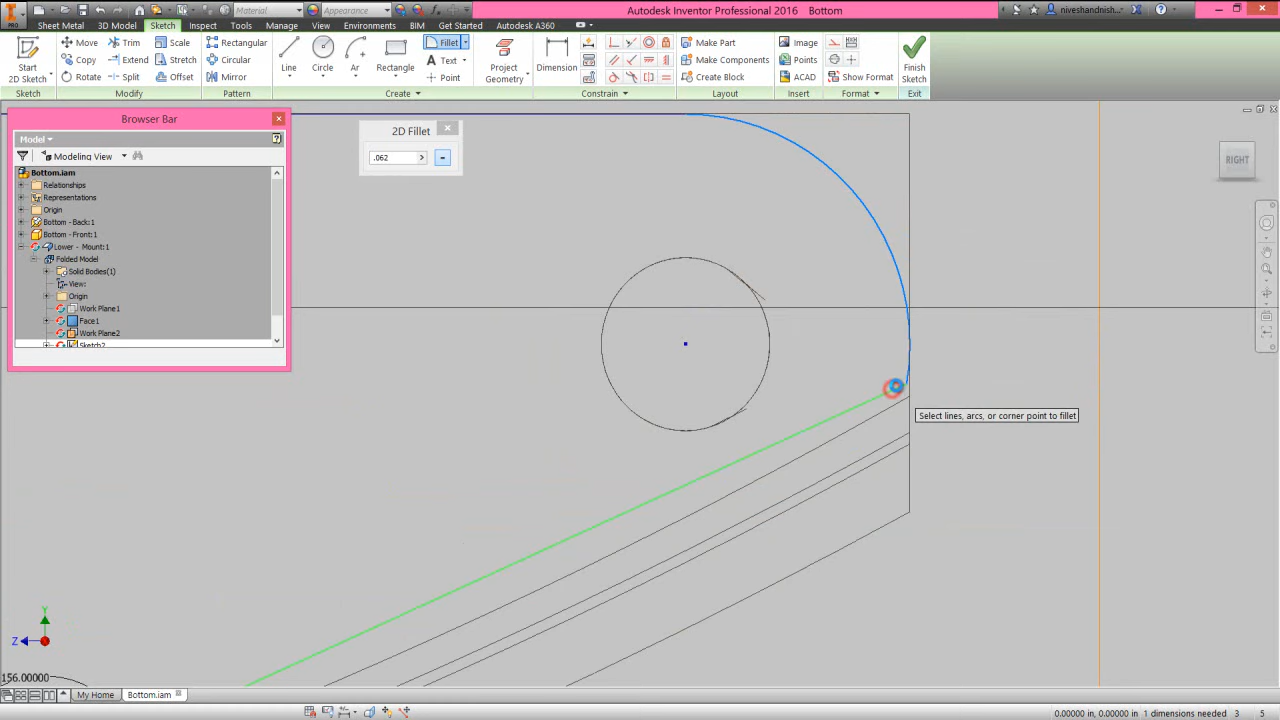 PRO
Material
Appearance
Autodesk Inventor Professional 2016 Bottom
niveshandnish...
Sheet Metal 3D Model Sketch Inspect Tools View Environments BIM Get Started Autodesk A360
Start
2D Sketch
Sketch
Move Trim Scale
Copy Extend Stretch
Rotate Split Offset
Modify
Rectangular
Circular
Mirror
Pattern
Line Circle Ar Rectangle
Fillet
Text
Point
Create
Project
Geometry
Dimension
Constrain
Make Part
Make Components
Create Block
Layout
Image
Points
ACAD
Insert
Show Format
Format
Finish
Sketch
Exit
Browser Bar
Model
Modeling View
Bottom.iam
Relationships
Representations
Origin
Bottom - Back:1
Bottom - Front:1
Lower - Mount:1
Folded Model
Solid Bodies(1)
View:
Origin
Work Plane1
Face1
Work Plane2
Sketch2
2D Fillet
.062
=
RIGHT
Select lines, arcs, or corner point to fillet
Y
Z
X
156.00000
My Home Bottom.iam
0.00000 in, 0.00000 in 1 dimensions needed 3 5